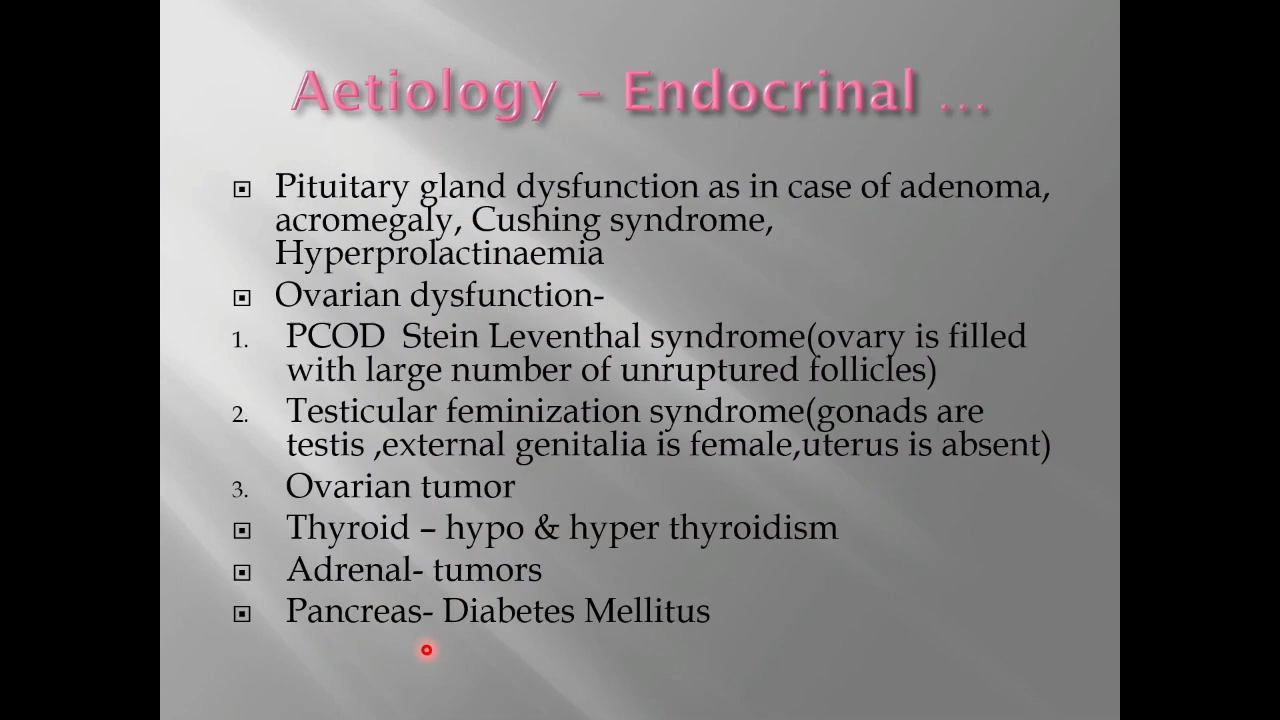 Aetiology – Endocrinal ...
Pituitary gland dysfunction as in case of adenoma,
acromegaly, Cushing syndrome,
Hyperprolactinaemia
Ovarian dysfunction-
1. PCOD Stein Leventhal syndrome(ovary is filled
with large number of unruptured follicles)
2. Testicular feminization syndrome(gonads are
testis ,external genitalia is female,uterus is absent)
3. Ovarian tumor
Thyroid – hypo & hyper thyroidism
Adrenal- tumors
Pancreas- Diabetes Mellitus